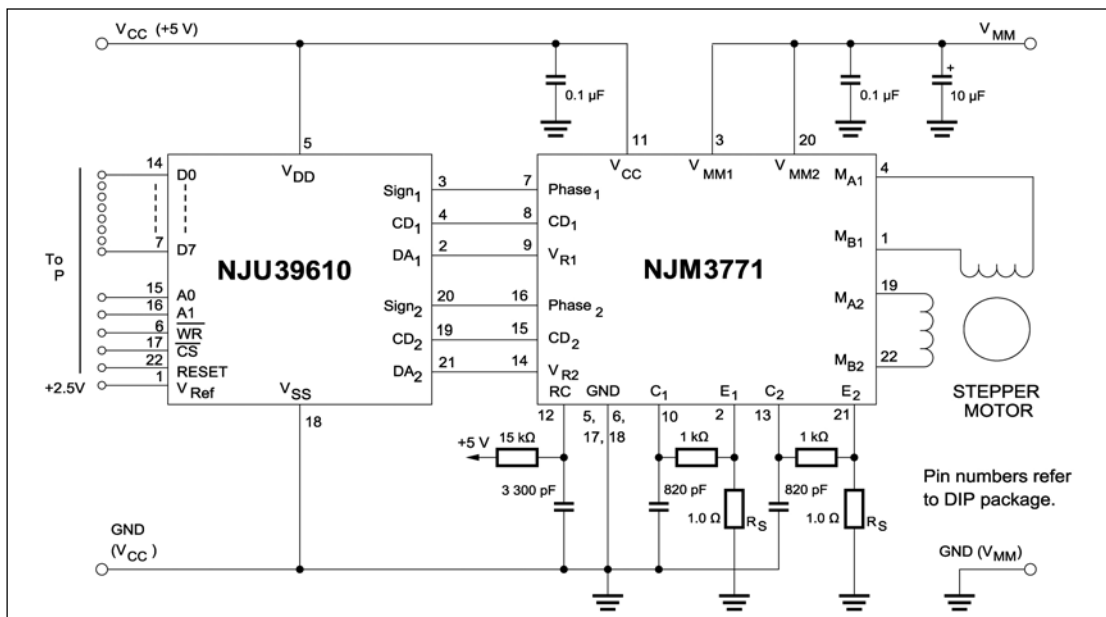 V_CC (+5 V)
V_MM
+
0.1 µF
0.1 µF
10 µF
5
11
3
20
14
D0
V_DD
Sign_1
3
7
Phase_1
V_CC
V_MM1
V_MM2
M_A1
4
CD_1
4
8
CD_1
7
D7
DA_1
2
9
V_R1
M_B1
1
To
P
NJU39610
NJM3771
15
A0
Sign_2
20
16
Phase_2
M_A2
19
16
A1
6
WR
CD_2
19
15
CD_2
17
CS
22
RESET
DA_2
21
14
V_R2
M_B2
22
+2.5V
1
V_Ref
V_SS
RC
GND
C_1
E_1
C_2
E_2
STEPPER
MOTOR
18
12
5,
6,
17,
18
10
2
13
21
+5 V
15 kΩ
1 kΩ
1 kΩ
3 300 pF
820 pF
820 pF
1.0 Ω
R_S
1.0 Ω
R_S
Pin numbers refer
to DIP package.
GND
(V_CC)
GND (V_MM)